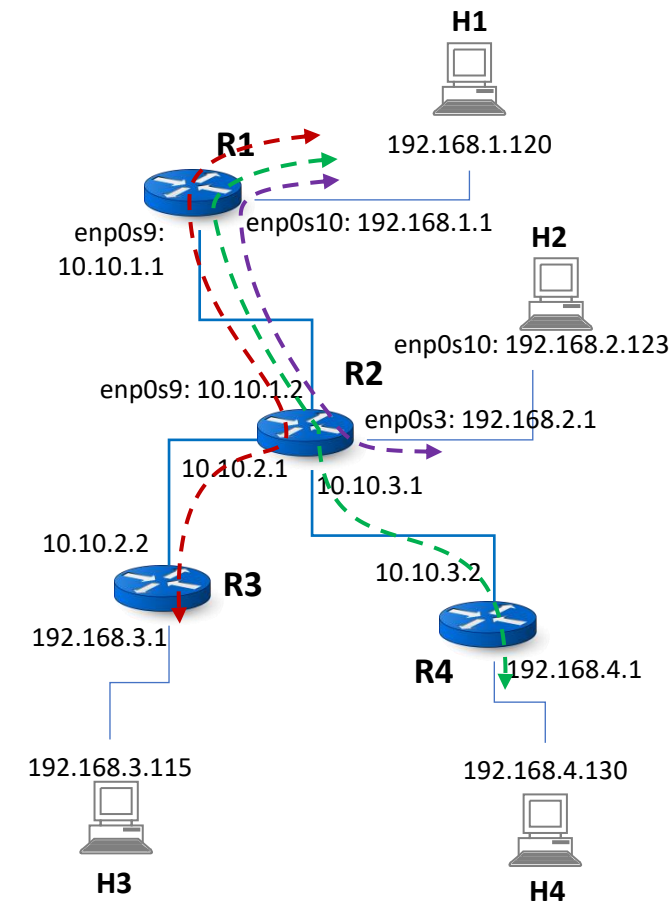 H1
192.168.1.120
R1
enp0s10: 192.168.1.1
enp0s9:
10.10.1.1
H2
enp0s10: 192.168.2.123
R2
enp0s9: 10.10.1.2
enp0s3: 192.168.2.1
10.10.2.1
10.10.3.1
10.10.2.2
R3
10.10.3.2
192.168.3.1
R4
192.168.4.1
192.168.3.115
192.168.4.130
H3
H4